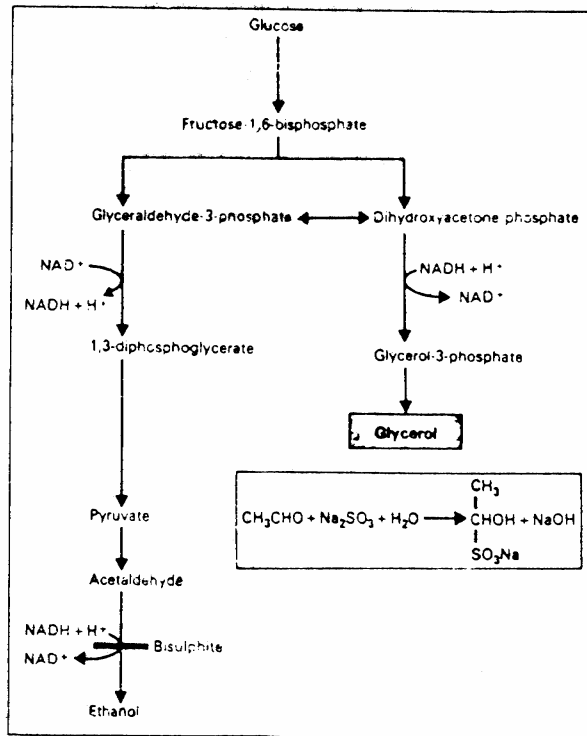 Glucose
Fructose-1,6-bisphosphate
Glyceraldehyde-3-phosphate
Dihydroxyacetone phosphate
NAD⁺
NADH + H⁺
NADH + H⁺
NAD⁺
1,3-diphosphoglycerate
Glycerol-3-phosphate
Glycerol
CH₃
CH₃CHO + Na₂SO₃ + H₂O CHOH + NaOH
SO₃Na
Pyruvate
Acetaldehyde
NADH + H⁺
Bisulphite
NAD⁺
Ethanol